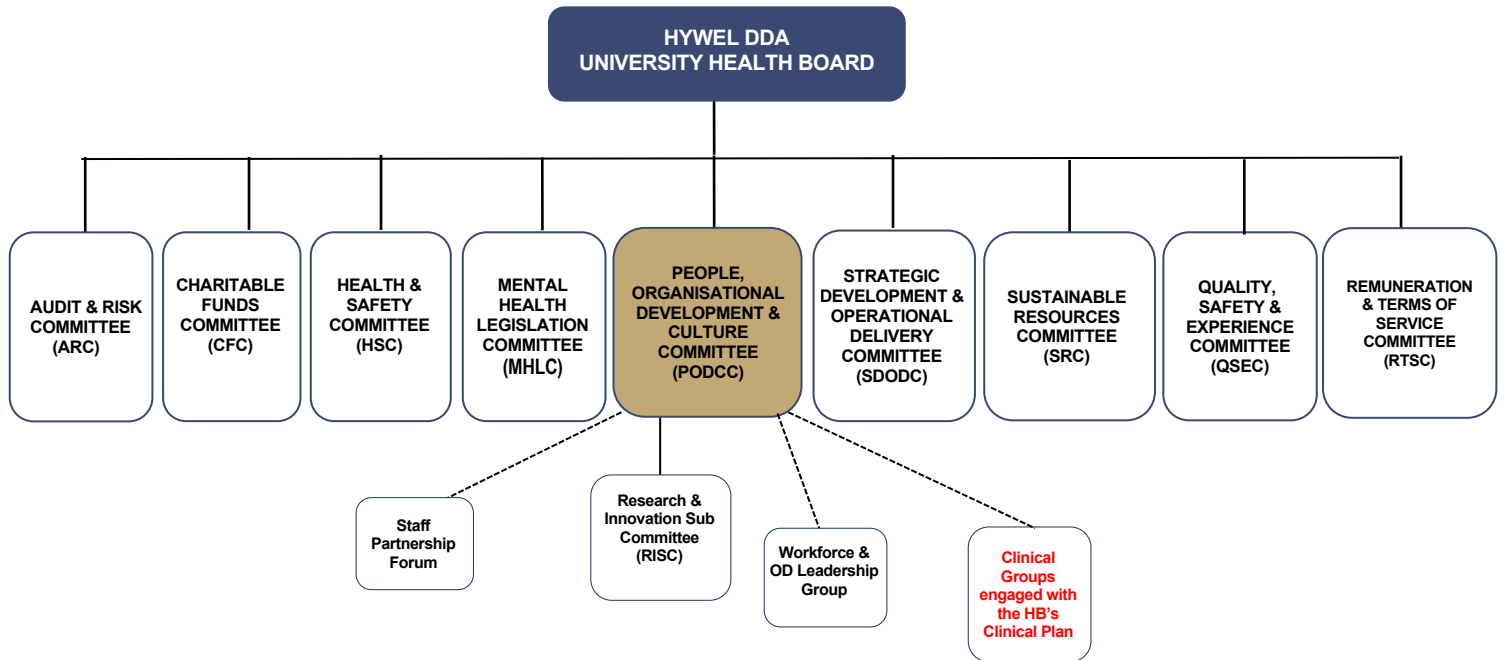 HYWEL DDA
UNIVERSITY HEALTH BOARD
AUDIT & RISK
COMMITTEE
(ARC)
CHARITABLE
FUNDS
COMMITTEE
(CFC)
HEALTH &
SAFETY
COMMITTEE
(HSC)
MENTAL
HEALTH
LEGISLATION
COMMITTEE
(MHLC)
PEOPLE,
ORGANISATIONAL
DEVELOPMENT &
CULTURE
COMMITTEE
(PODCC)
STRATEGIC
DEVELOPMENT &
OPERATIONAL
DELIVERY
COMMITTEE
(SDODC)
SUSTAINABLE
RESOURCES
COMMITTEE
(SRC)
QUALITY,
SAFETY &
EXPERIENCE
COMMITTEE
(QSEC)
REMUNERATION
& TERMS OF
SERVICE
COMMITTEE
(RTSC)
Staff
Partnership
Forum
Research &
Innovation Sub
Committee
(RISC)
Workforce &
OD Leadership
Group
Clinical
Groups
engaged with
the HB's
Clinical Plan